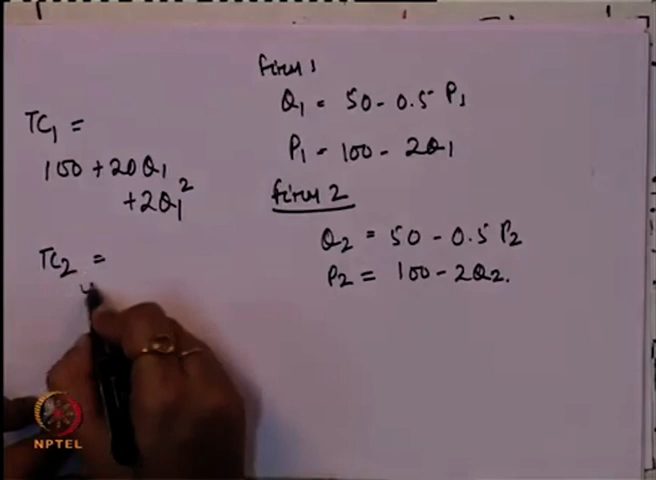 firm 1
Q1 = 50 - 0.5 P1
P1 = 100 - 2Q1
TC1 =
100 + 20Q1
+ 2Q1²
firm 2
Q2 = 50 - 0.5 P2
P2 = 100 - 2Q2.
TC2 =
NPTEL